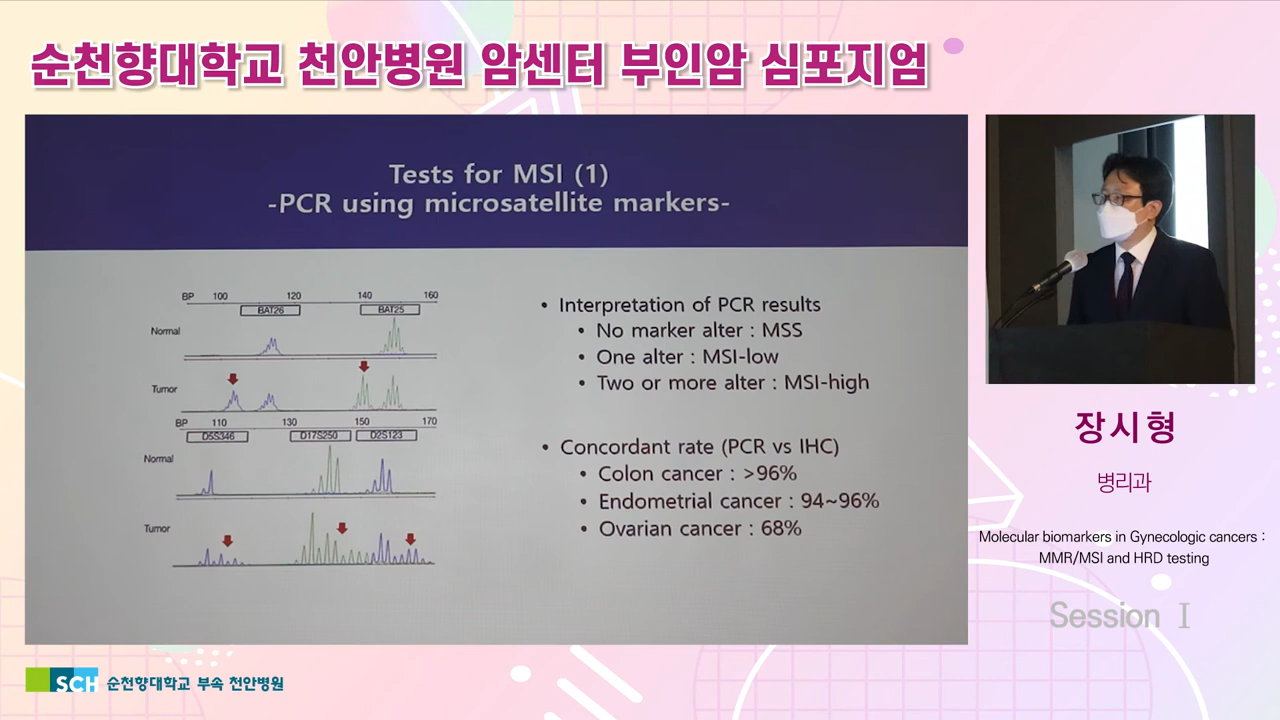 순천향대학교 천안병원 암센터 부인암 심포지엄
Tests for MSI (1)
-PCR using microsatellite markers-
BP 100 120 140 160
BAT26 BAT25
Normal
Tumor
BP 110 130 150 170
D5S346 D17S250 D2S123
Normal
Tumor
• Interpretation of PCR results
• No marker alter : MSS
• One alter : MSI-low
• Two or more alter : MSI-high
• Concordant rate (PCR vs IHC)
• Colon cancer : >96%
• Endometrial cancer : 94~96%
• Ovarian cancer : 68%
장시형
병리과
Molecular biomarkers in Gynecologic cancers :
MMR/MSI and HRD testing
Session Ⅰ
SCH 순천향대학교 부속 천안병원